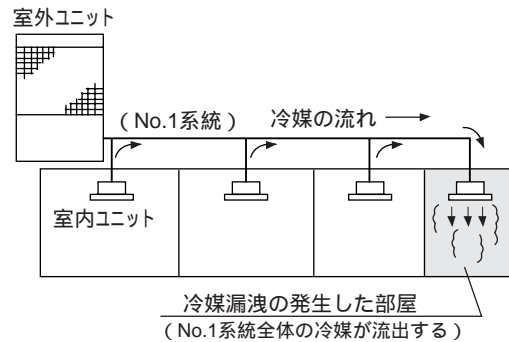 室外ユニット
（No.1系統） 冷媒の流れ
室内ユニット
冷媒漏洩の発生した部屋
（No.1系統全体の冷媒が流出する）